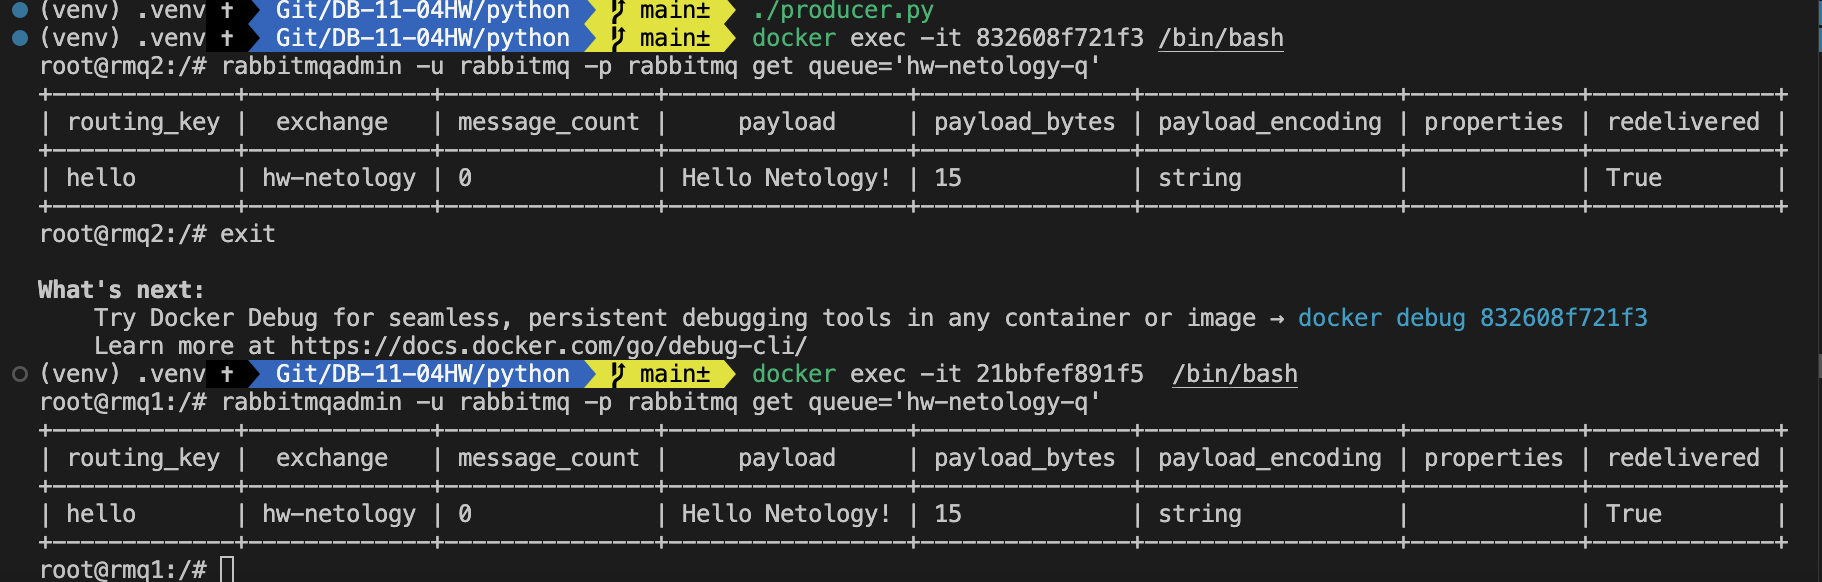 (venv) .venv † Git/DB-11-04HW/python main± ./producer.py
(venv) .venv † Git/DB-11-04HW/python main± docker exec -it 832608f721f3 /bin/bash
root@rmq2:/# rabbitmqadmin -u rabbitmq -p rabbitmq get queue='hw-netology-q'
+-------------+-------------+---------------+-----------------+---------------+------------------+------------+-------------+
| routing_key | exchange | message_count | payload | payload_bytes | payload_encoding | properties | redelivered |
+-------------+-------------+---------------+-----------------+---------------+------------------+------------+-------------+
| hello | hw-netology | 0 | Hello Netology! | 15 | string | | True |
+-------------+-------------+---------------+-----------------+---------------+------------------+------------+-------------+
root@rmq2:/# exit
What's next:
Try Docker Debug for seamless, persistent debugging tools in any container or image → docker debug 832608f721f3
Learn more at https://docs.docker.com/go/debug-cli/
(venv) .venv † Git/DB-11-04HW/python main± docker exec -it 21bbfef891f5 /bin/bash
root@rmq1:/# rabbitmqadmin -u rabbitmq -p rabbitmq get queue='hw-netology-q'
+-------------+-------------+---------------+-----------------+---------------+------------------+------------+-------------+
| routing_key | exchange | message_count | payload | payload_bytes | payload_encoding | properties | redelivered |
+-------------+-------------+---------------+-----------------+---------------+------------------+------------+-------------+
| hello | hw-netology | 0 | Hello Netology! | 15 | string | | True |
+-------------+-------------+---------------+-----------------+---------------+------------------+------------+-------------+
root@rmq1:/#